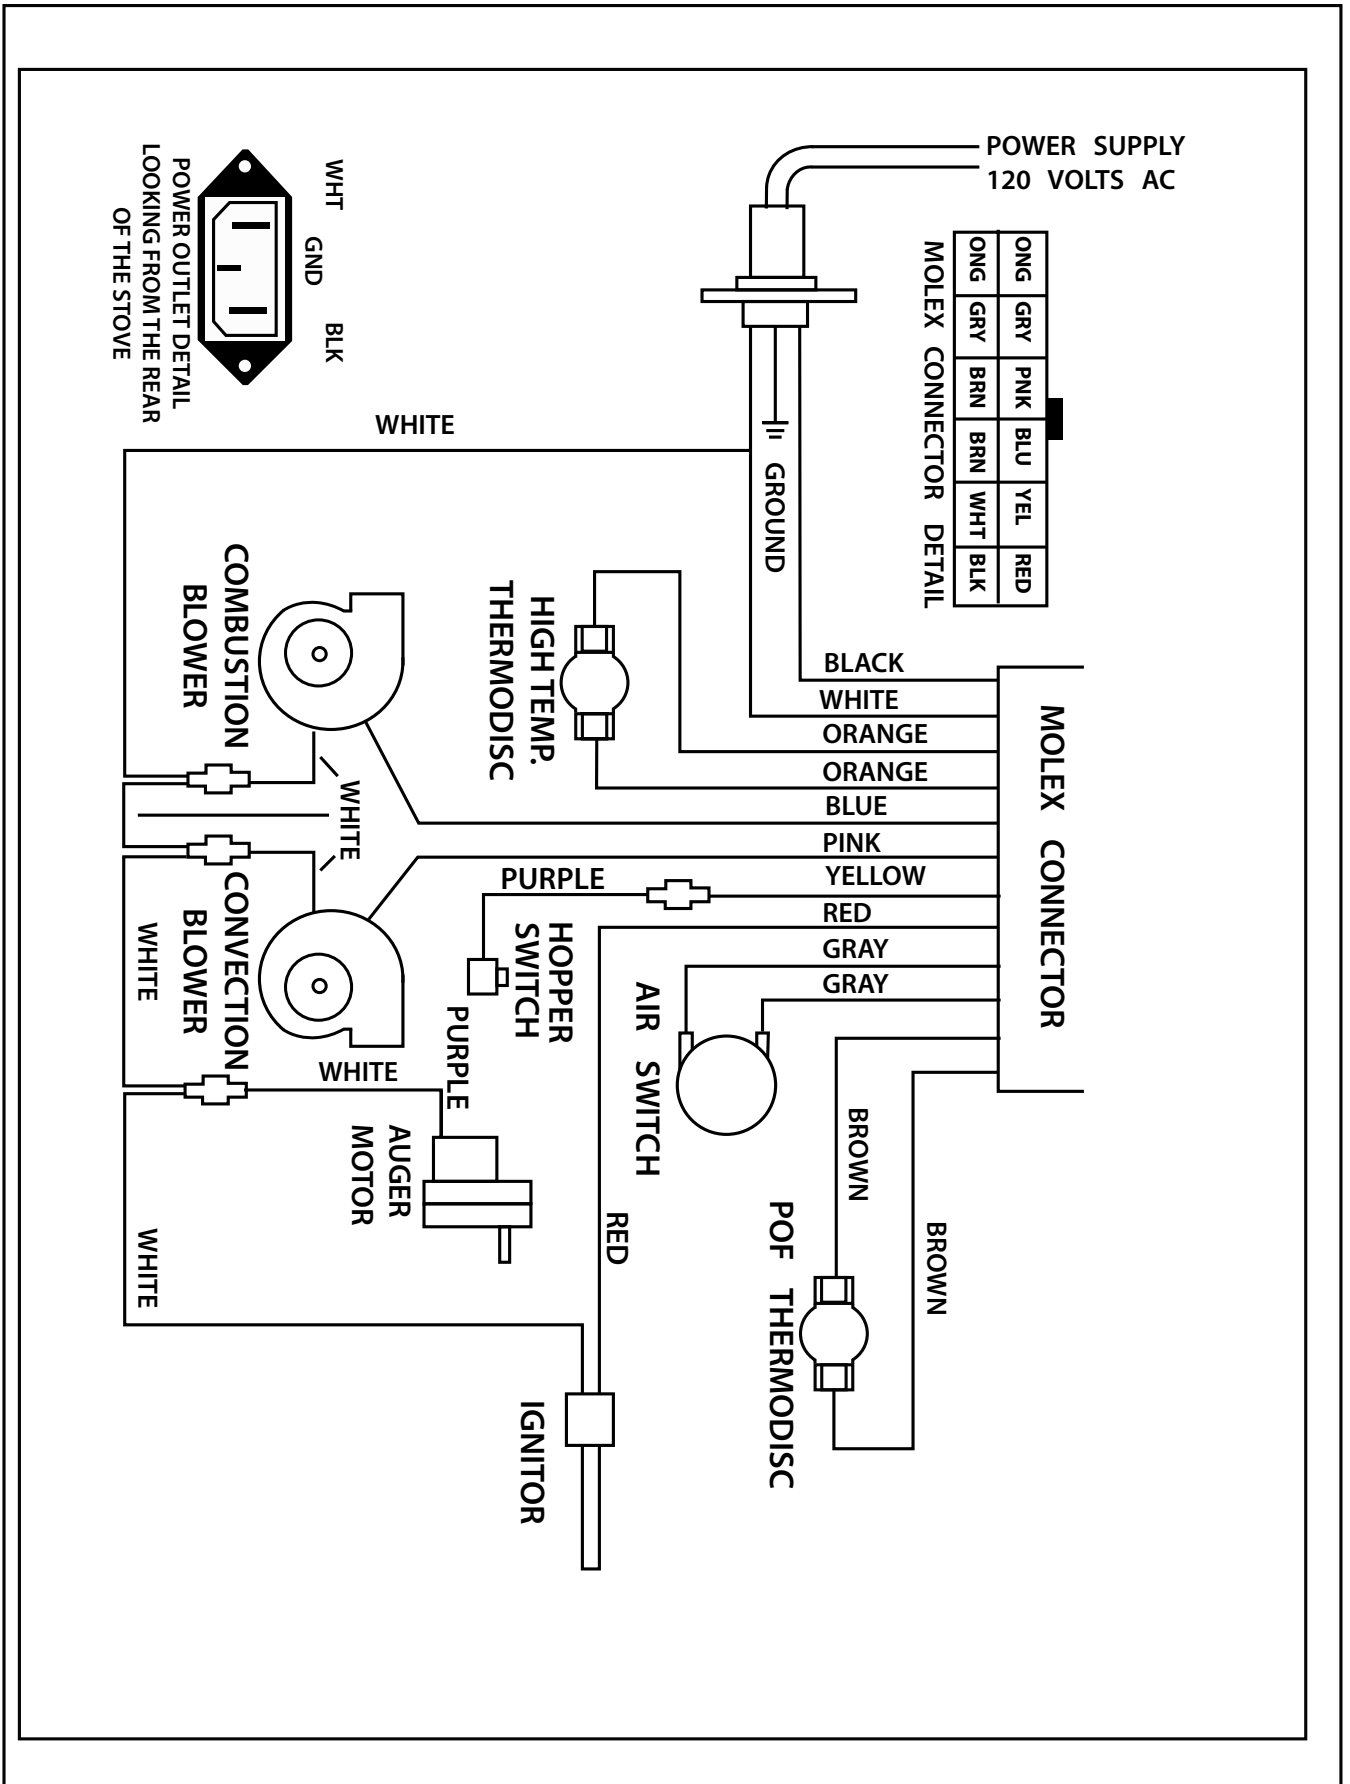 POWER SUPPLY
120 VOLTS AC
ONG GRY PNK BLU YEL RED
ONG GRY BRN BRN WHT BLK
MOLEX CONNECTOR DETAIL
WHT
GND
BLK
POWER OUTLET DETAIL
LOOKING FROM THE REAR
OF THE STOVE
WHITE
GROUND
COMBUSTION
BLOWER
HIGH TEMP.
THERMODISC
BLACK
WHITE
ORANGE
ORANGE
BLUE
PINK
YELLOW
RED
GRAY
GRAY
MOLEX CONNECTOR
WHITE
PURPLE
HOPPER
SWITCH
CONVECTION
BLOWER
WHITE
PURPLE
AIR SWITCH
WHITE
AUGER
MOTOR
BROWN
BROWN
RED
WHITE
POF THERMODISC
IGNITOR